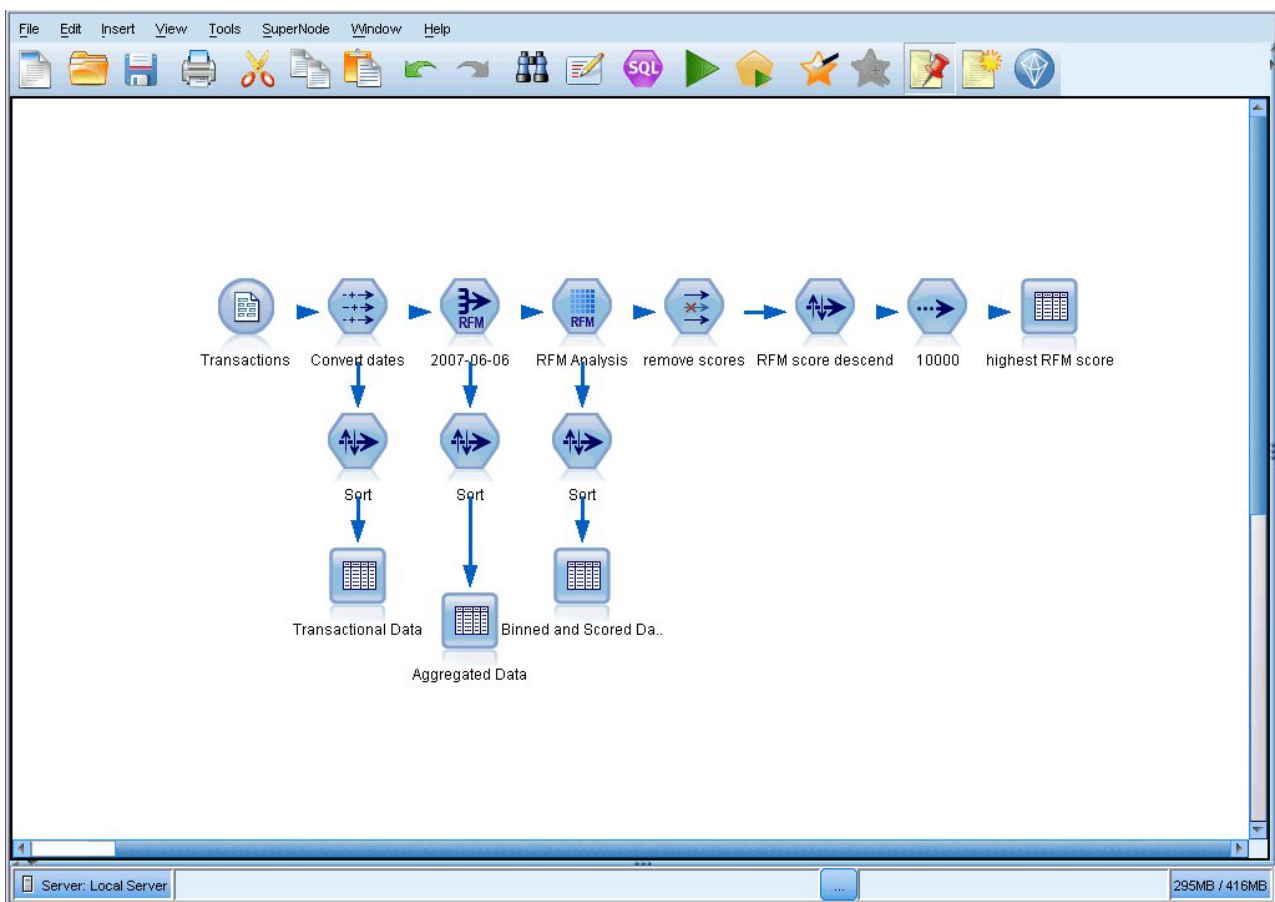 File Edit Insert View Tools SuperNode Window Help
SQL
RFM RFM
Transactions Convert dates 2007-06-06 RFM Analysis remove scores RFM score descend 10000 highest RFM score
Sort Sort Sort
Transactional Data Binned and Scored Da..
Aggregated Data
Server: Local Server ... 295MB / 416MB